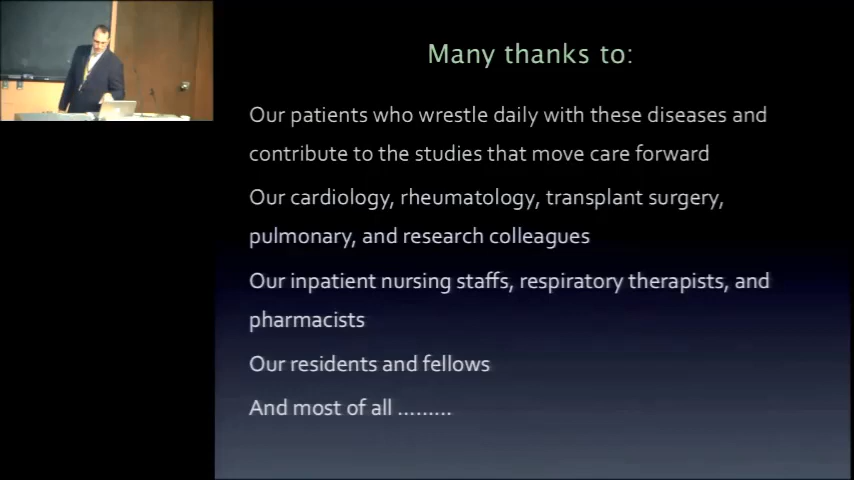 Many thanks to:
Our patients who wrestle daily with these diseases and
contribute to the studies that move care forward
Our cardiology, rheumatology, transplant surgery,
pulmonary, and research colleagues
Our inpatient nursing staffs, respiratory therapists, and
pharmacists
Our residents and fellows
And most of all .........